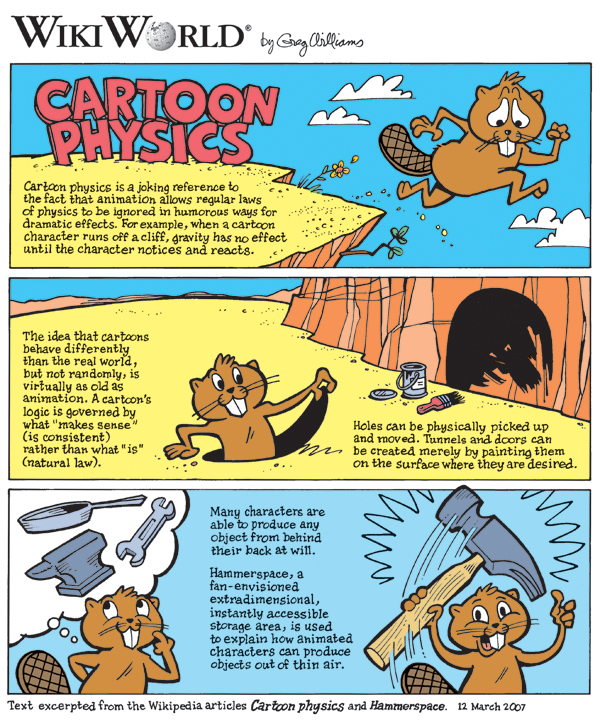 WIKIWORLD® by Greg Williams
CARTOON
PHYSICS
Cartoon physics is a joking reference to
the fact that animation allows regular laws
of physics to be ignored in humorous ways for
dramatic effects. For example, when a cartoon
character runs off a cliff, gravity has no effect
until the character notices and reacts.
The idea that cartoons
behave differently
than the real world,
but not randomly, is
virtually as old as
animation. A cartoon's
logic is governed by
what "makes sense"
(is consistent)
rather than what "is"
(natural law).
Holes can be physically picked up
and moved. Tunnels and doors can
be created merely by painting them
on the surface where they are desired.
Many characters are
able to produce any
object from behind
their back at will.
Hammerspace, a
fan-envisioned
extradimensional,
instantly accessible
storage area, is used
to explain how animated
characters can produce
objects out of thin air.
Text excerpted from the Wikipedia articles Cartoon physics and Hammerspace. 12 March 2007